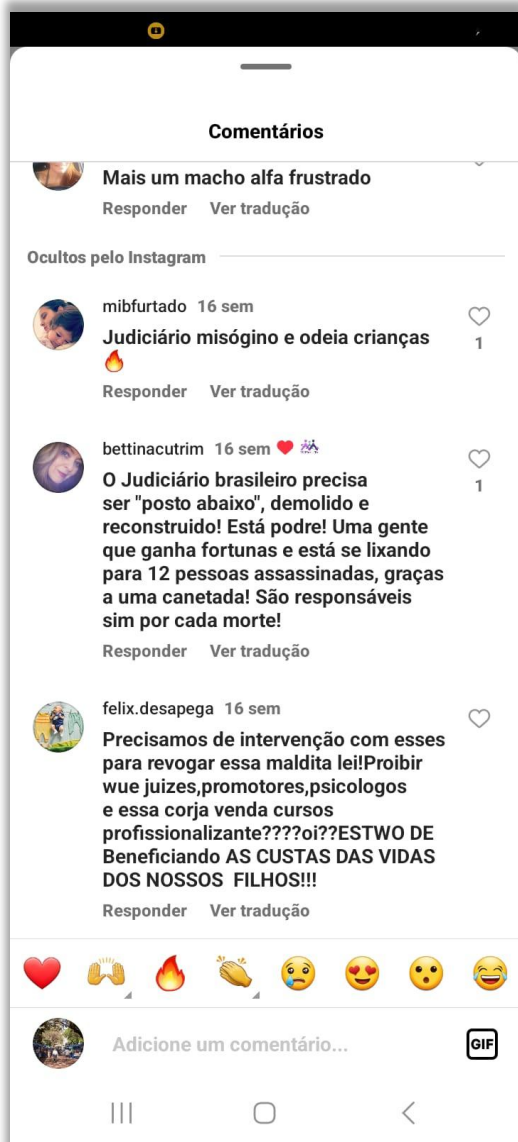 Comentários
Mais um macho alfa frustrado
Responder Ver tradução
Ocultos pelo Instagram
mibfurtado 16 sem
Judiciário misógino e odeia crianças
🔥
1
Responder Ver tradução
bettinacutrim 16 sem
O Judiciário brasileiro precisa
ser "posto abaixo", demolido e
reconstruido! Está podre! Uma gente
que ganha fortunas e está se lixando
para 12 pessoas assassinadas, graças
a uma canetada! São responsáveis
sim por cada morte!
1
Responder Ver tradução
felix.desapega 16 sem
Precisamos de intervenção com esses
para revogar essa maldita lei!Proibir
wue juizes,promotores,psicologos
e essa corja venda cursos
profissionalizante????oi??ESTWO DE
Beneficiando AS CUSTAS DAS VIDAS
DOS NOSSOS FILHOS!!!
Responder Ver tradução
Adicione um comentário...
GIF